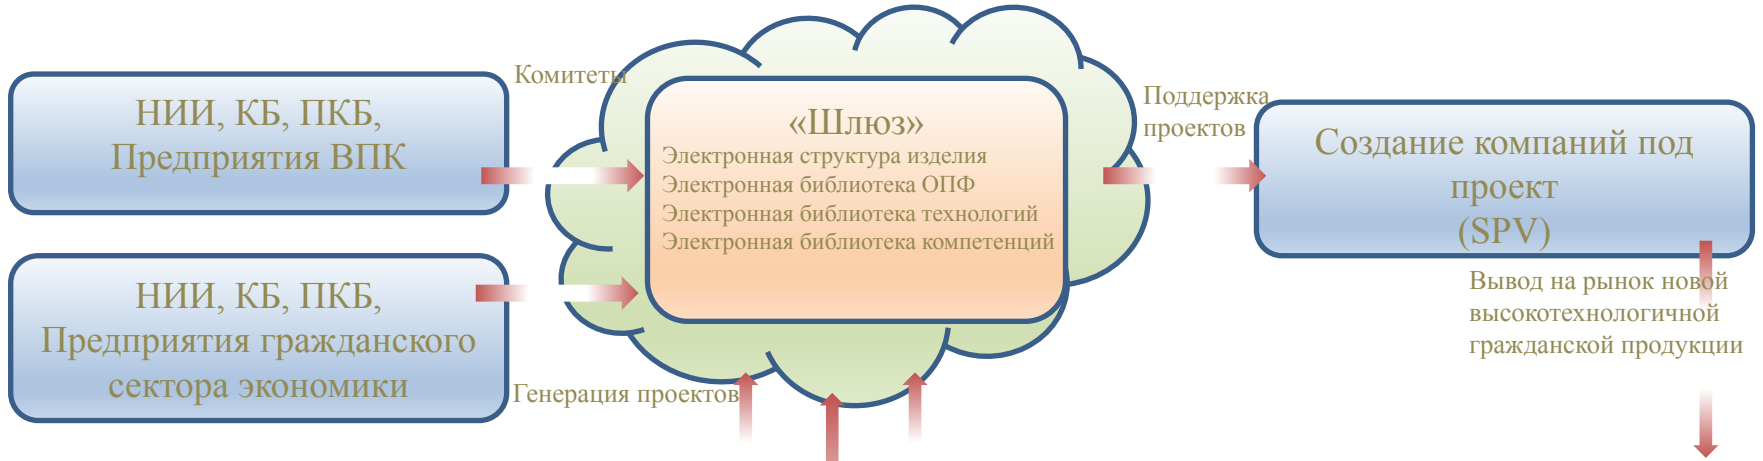 НИИ, КБ, ПКБ,
Предприятия ВПК
НИИ, КБ, ПКБ,
Предприятия гражданского
сектора экономики
Комитеты
Генерация проектов
«Шлюз»
Электронная структура изделия
Электронная библиотека ОПФ
Электронная библиотека технологий
Электронная библиотека компетенций
Поддержка
проектов
Создание компаний под
проект
(SPV)
Вывод на рынок новой
высокотехнологичной
гражданской продукции